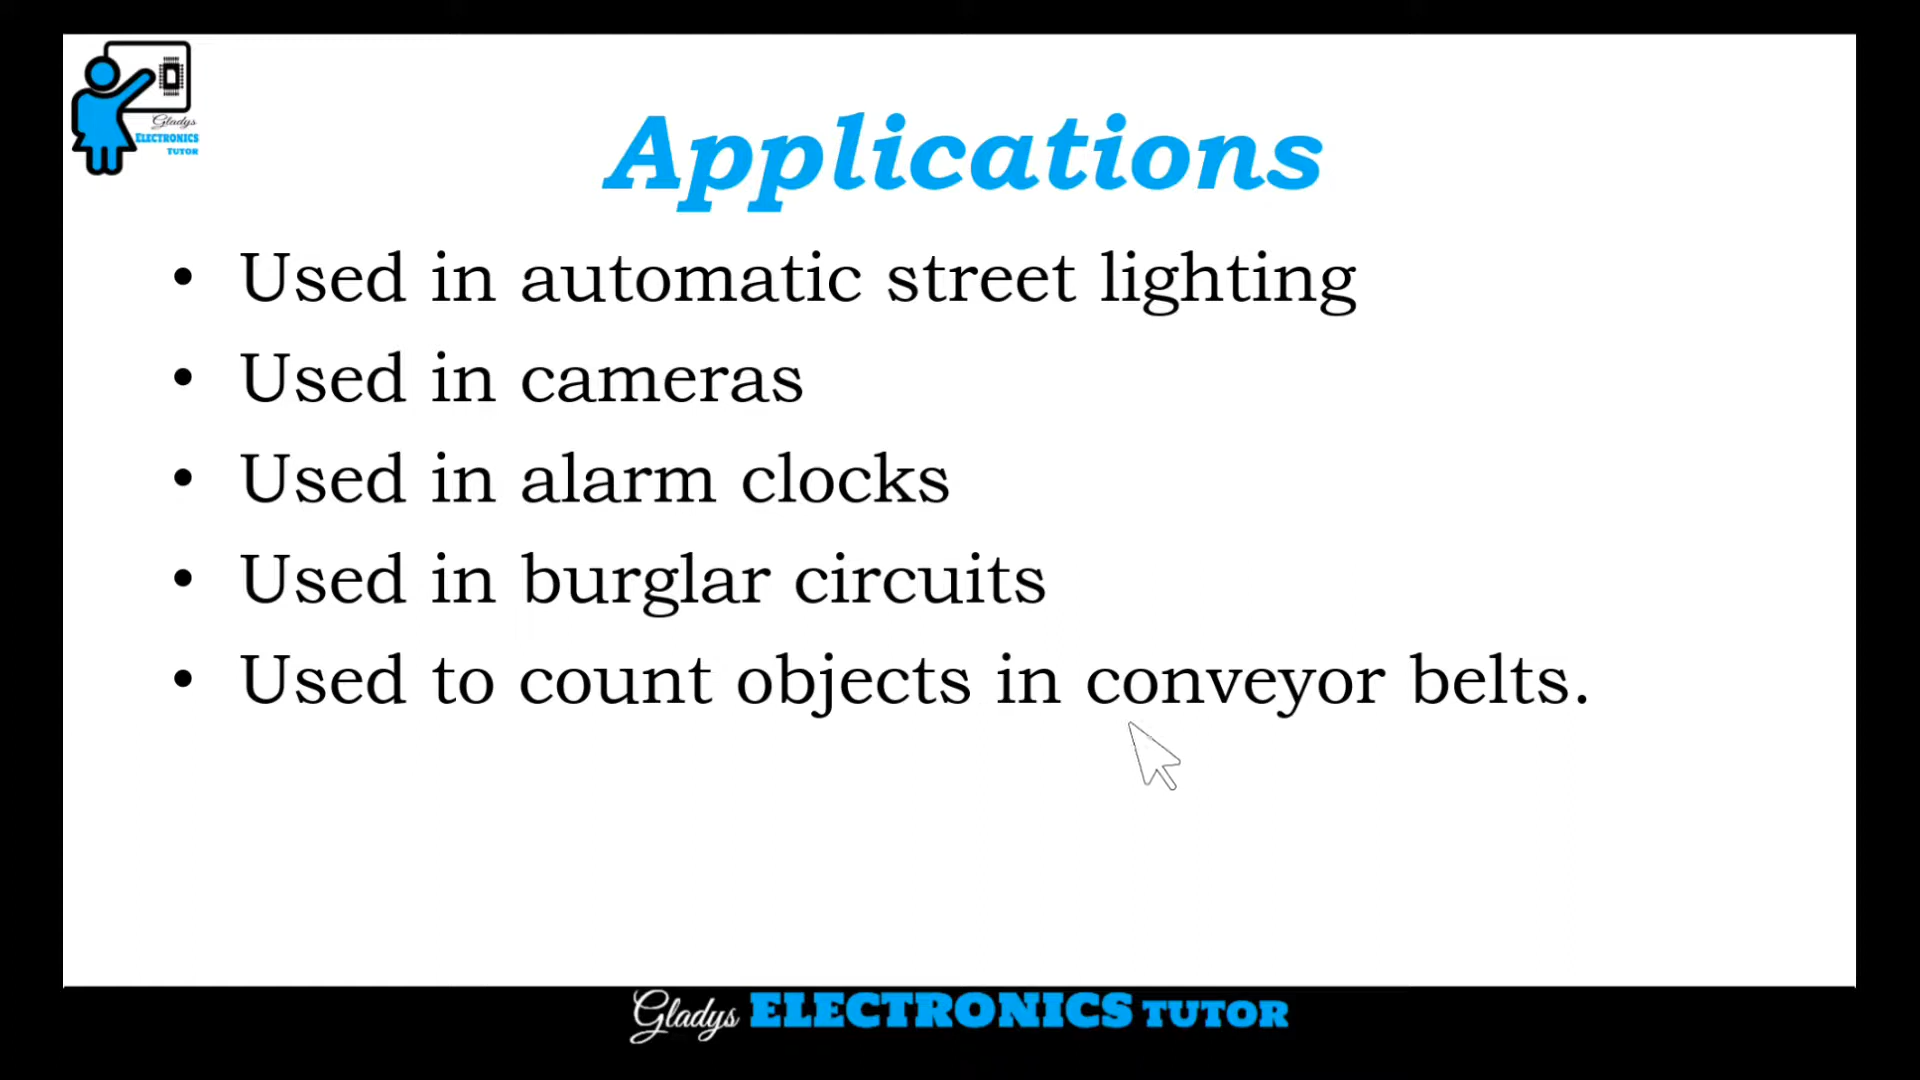 Gladys
ELECTRONICS
TUTOR
Applications
• Used in automatic street lighting
• Used in cameras
• Used in alarm clocks
• Used in burglar circuits
• Used to count objects in conveyor belts.
Gladys ELECTRONICS TUTOR